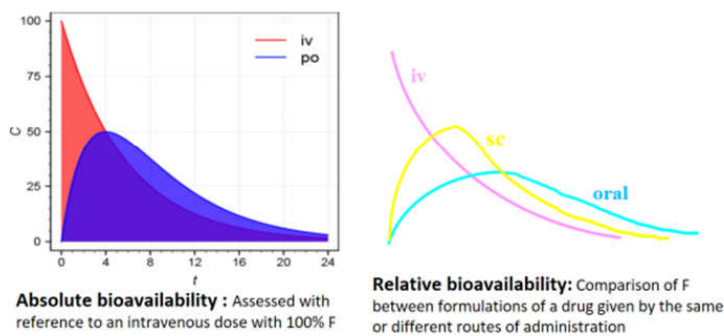 100
75
50
25
0
C
iv
po
0 4 8 12 16 20 24
t
Absolute bioavailability : Assessed with
reference to an intravenous dose with 100% F
iv
sc
oral
Relative bioavailability: Comparison of F
between formulations of a drug given by the same
or different routes of administration